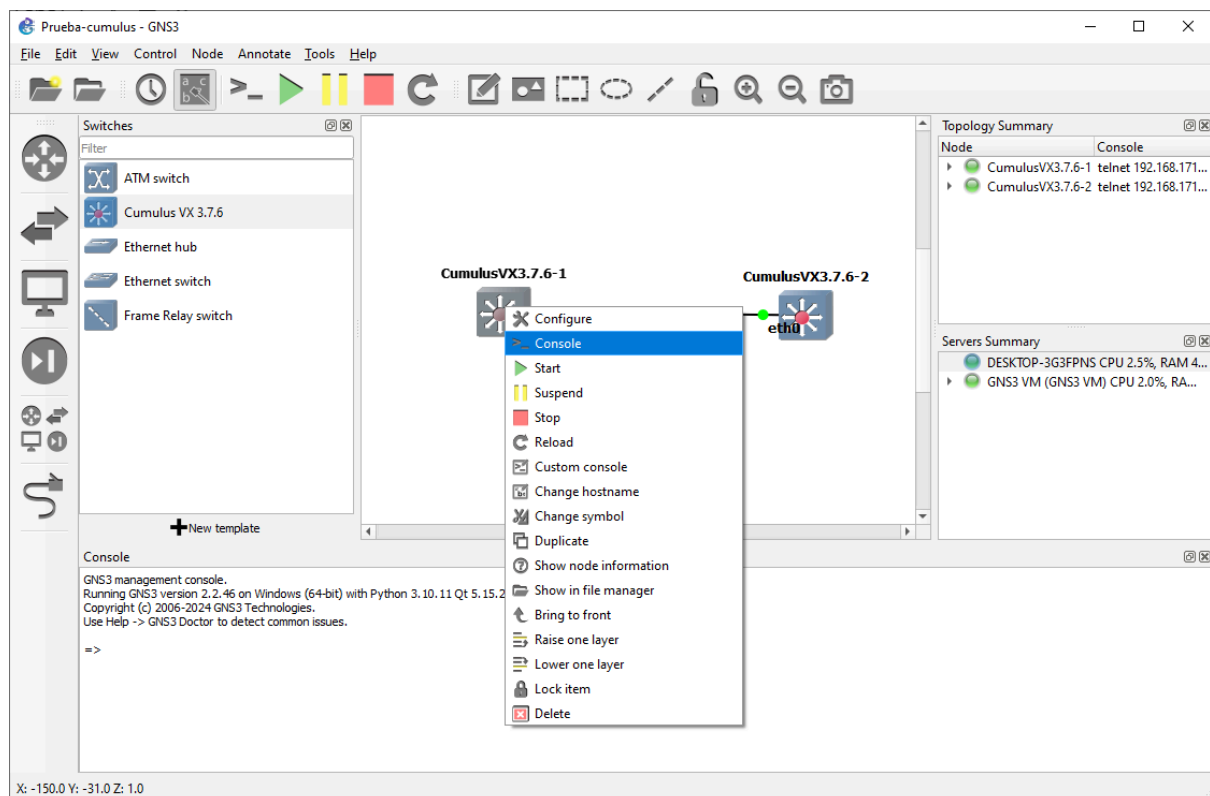 Prueba-cumulus - GNS3
File Edit View Control Node Annotate Tools Help
Switches
Filter
ATM switch
Cumulus VX 3.7.6
Ethernet hub
Ethernet switch
Frame Relay switch
New template
CumulusVX3.7.6-1
CumulusVX3.7.6-2
eth0
Configure
Console
Start
Suspend
Stop
Reload
Custom console
Change hostname
Change symbol
Duplicate
Show node information
Show in file manager
Bring to front
Raise one layer
Lower one layer
Lock item
Delete
Topology Summary
Node Console
CumulusVX3.7.6-1 telnet 192.168.171...
CumulusVX3.7.6-2 telnet 192.168.171...
Servers Summary
DESKTOP-3G3FPNS CPU 2.5%, RAM 4...
GNS3 VM (GNS3 VM) CPU 2.0%, RA...
Console
GNS3 management console.
Running GNS3 version 2.2.46 on Windows (64-bit) with Python 3.10.11 Qt 5.15.2
Copyright (c) 2006-2024 GNS3 Technologies.
Use Help -> GNS3 Doctor to detect common issues.
=>
X: -150.0 Y: -31.0 Z: 1.0